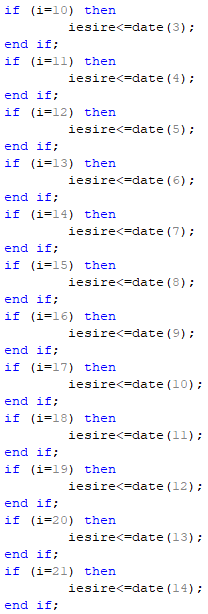 if (i=10) then
iesire<=date(3);
end if;
if (i=11) then
iesire<=date(4);
end if;
if (i=12) then
iesire<=date(5);
end if;
if (i=13) then
iesire<=date(6);
end if;
if (i=14) then
iesire<=date(7);
end if;
if (i=15) then
iesire<=date(8);
end if;
if (i=16) then
iesire<=date(9);
end if;
if (i=17) then
iesire<=date(10);
end if;
if (i=18) then
iesire<=date(11);
end if;
if (i=19) then
iesire<=date(12);
end if;
if (i=20) then
iesire<=date(13);
end if;
if (i=21) then
iesire<=date(14);
end if;